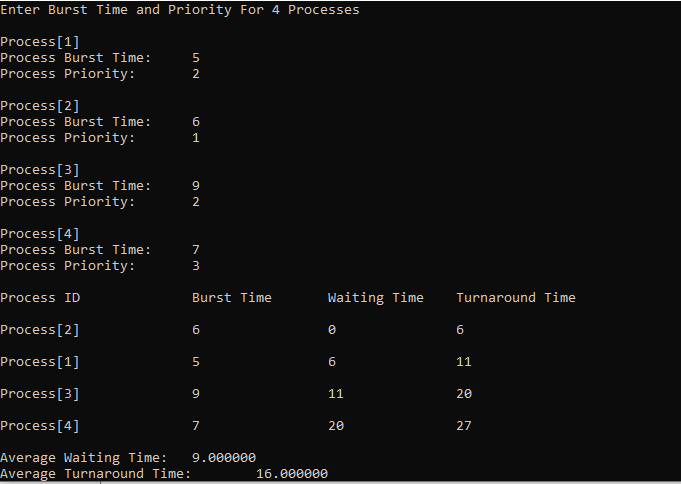 Enter Burst Time and Priority For 4 Processes
Process[1]
Process Burst Time: 5
Process Priority: 2
Process[2]
Process Burst Time: 6
Process Priority: 1
Process[3]
Process Burst Time: 9
Process Priority: 2
Process[4]
Process Burst Time: 7
Process Priority: 3
Process ID Burst Time Waiting Time Turnaround Time
Process[2] 6 0 6
Process[1] 5 6 11
Process[3] 9 11 20
Process[4] 7 20 27
Average Waiting Time: 9.000000
Average Turnaround Time: 16.000000